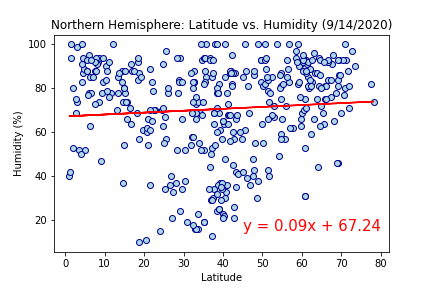 Northern Hemisphere: Latitude vs. Humidity (9/14/2020)
100
80
60
40
20
Humidity (%)
y = 0.09x + 67.24
0 10 20 30 40 50 60 70 80
Latitude